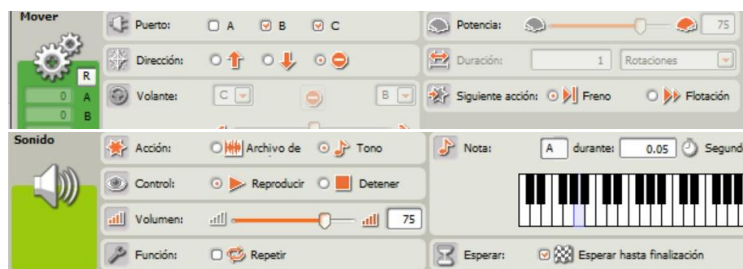 Mover
Puerto: A B C
Potencia: 75
Dirección:
Duración: 1 Rotaciones
R
0 A
0 B
Volante: C B
Siguiente acción: Freno Flotación
Sonido
Acción: Archivo de Tono
Nota: A durante: 0.05 Segund
Control: Reproducir Detener
Volumen: 75
Función: Repetir
Esperar: Esperar hasta finalización